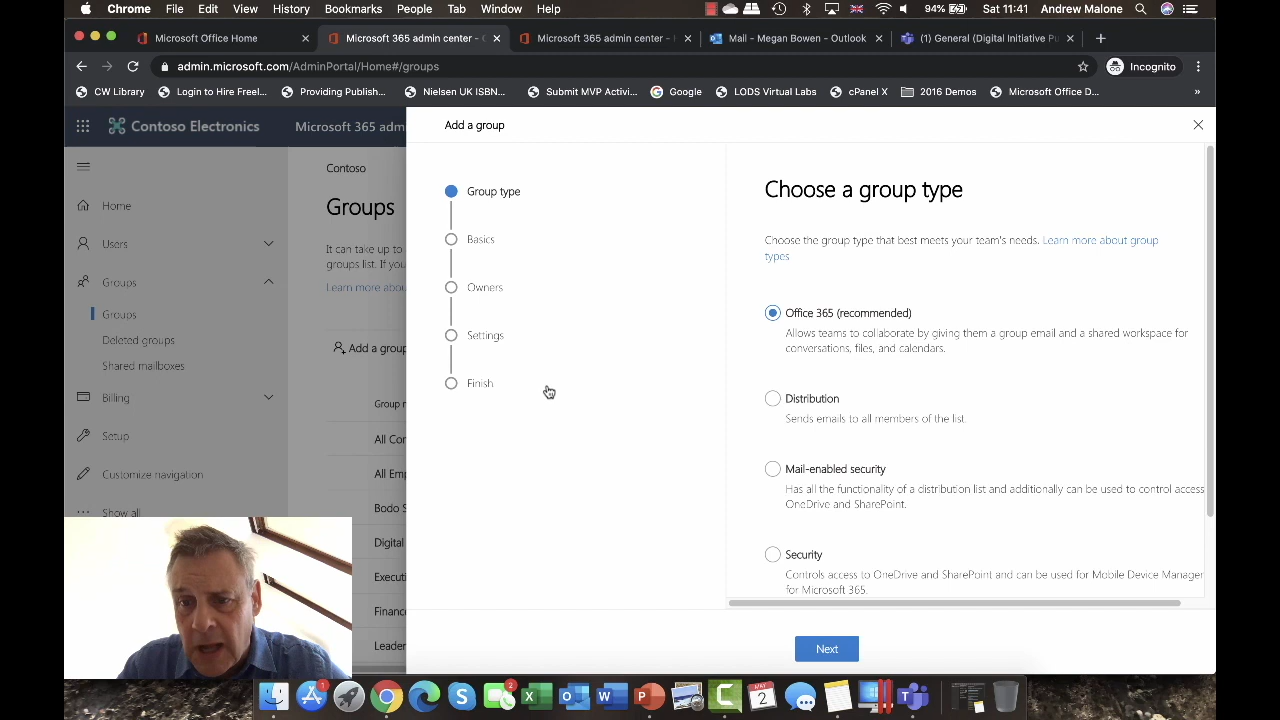 Chrome File Edit View History Bookmarks People Tab Window Help 94% Sat 11:41 Andrew Malone
Microsoft Office Home Microsoft 365 admin center - Microsoft 365 admin center - Mail - Megan Bowen - Outlook (1) General (Digital Initiative Pu
admin.microsoft.com/AdminPortal/Home#/groups Incognito
CW Library Login to Hire Freel... Providing Publish... Nielsen UK ISBN... Submit MVP Activi... Google LODS Virtual Labs cPanel X 2016 Demos Microsoft Office D... »
Contoso Electronics Microsoft 365 adm
Add a group
Home
Users
Groups
Groups
Deleted groups
Shared mailboxes
Billing
Setup
Customize navigation
Show all
Contoso
Groups
It can take up to
groups list. If you
Learn more abou
Add a group
Group n
All Con
All Emp
Bodo S
Digital
Executi
Finance
Leader
Group type
Basics
Owners
Settings
Finish
Choose a group type
Choose the group type that best meets your team's needs. Learn more about group
types.
Office 365 (recommended)
Allows teams to collaborate by giving them a group email and a shared workspace for
conversations, files, and calendars.
Distribution
Sends emails to all members of the list.
Mail-enabled security
Has all the functionality of a distribution list and additionally can be used to control access
OneDrive and SharePoint.
Security
Controls access to OneDrive and SharePoint and can be used for Mobile Device Manager
for Microsoft 365.
Next
1 2 MAY 2